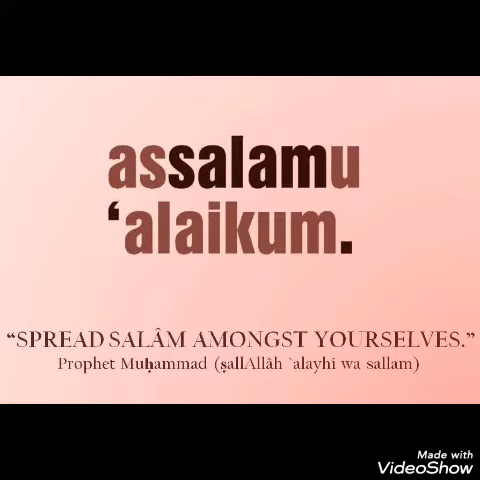 assalamu
‘alaikum.
“SPREAD SALÂM AMONGST YOURSELVES.”
Prophet Muḥammad (ṣallAllâh `alayhi wa sallam)
Made with
VideoShow